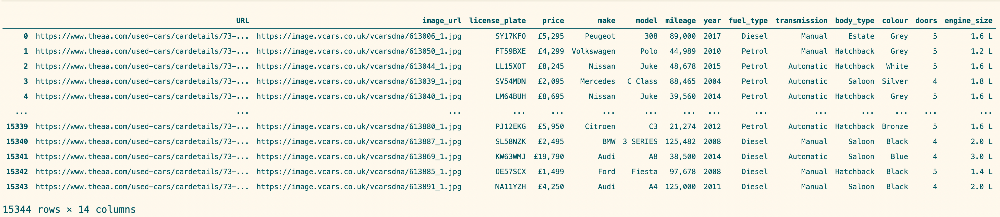 URL image_url license_plate price make model mileage year fuel_type transmission body_type colour doors engine_size
0 https://www.theaa.com/used-cars/cardetails/73-... https://image.vcars.co.uk/vcarsdna/613006_1.jpg SY17KFO £5,295 Peugeot 308 89,000 2017 Diesel Manual Estate Grey 5 1.6 L
1 https://www.theaa.com/used-cars/cardetails/73-... https://image.vcars.co.uk/vcarsdna/613050_1.jpg FT59BXE £4,299 Volkswagen Polo 44,989 2010 Petrol Manual Hatchback Grey 5 1.2 L
2 https://www.theaa.com/used-cars/cardetails/73-... https://image.vcars.co.uk/vcarsdna/613044_1.jpg LL15XOT £8,245 Nissan Juke 48,678 2015 Petrol Automatic Hatchback White 5 1.6 L
3 https://www.theaa.com/used-cars/cardetails/73-... https://image.vcars.co.uk/vcarsdna/613039_1.jpg SV54MDN £2,095 Mercedes C Class 88,465 2004 Petrol Automatic Saloon Silver 4 1.8 L
4 https://www.theaa.com/used-cars/cardetails/73-... https://image.vcars.co.uk/vcarsdna/613040_1.jpg LM64BUH £8,695 Nissan Juke 39,560 2014 Petrol Automatic Hatchback Grey 5 1.6 L
... ... ... ... ... ... ... ... ... ... ... ... ... ... ...
15339 https://www.theaa.com/used-cars/cardetails/73-... https://image.vcars.co.uk/vcarsdna/613880_1.jpg PJ12EKG £5,950 Citroen C3 21,274 2012 Petrol Automatic Hatchback Bronze 5 1.6 L
15340 https://www.theaa.com/used-cars/cardetails/73-... https://image.vcars.co.uk/vcarsdna/613887_1.jpg SL58NZK £2,495 BMW 3 SERIES 125,482 2008 Diesel Manual Saloon Black 4 2.0 L
15341 https://www.theaa.com/used-cars/cardetails/73-... https://image.vcars.co.uk/vcarsdna/613869_1.jpg KW63WMJ £19,790 Audi A8 38,500 2014 Diesel Automatic Saloon Blue 4 3.0 L
15342 https://www.theaa.com/used-cars/cardetails/73-... https://image.vcars.co.uk/vcarsdna/613885_1.jpg OE57SCX £1,499 Ford Fiesta 97,678 2008 Diesel Manual Hatchback Black 5 1.4 L
15343 https://www.theaa.com/used-cars/cardetails/73-... https://image.vcars.co.uk/vcarsdna/613891_1.jpg NA11YZH £4,250 Audi A4 125,000 2011 Diesel Manual Saloon Black 4 2.0 L
15344 rows × 14 columns